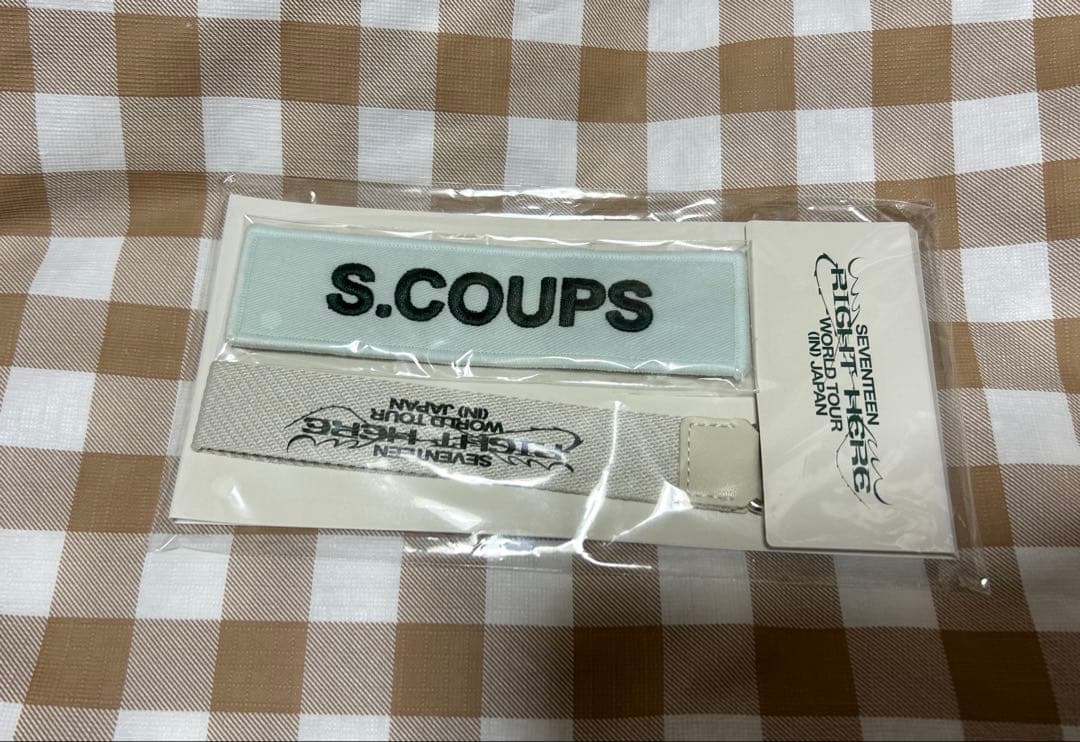 S.COUPS
SEVENTEEN
RIGHT HERE
WORLD TOUR
(IN) JAPAN
SEVENTEEN
RIGHT HERE
WORLD TOUR
(IN) JAPAN